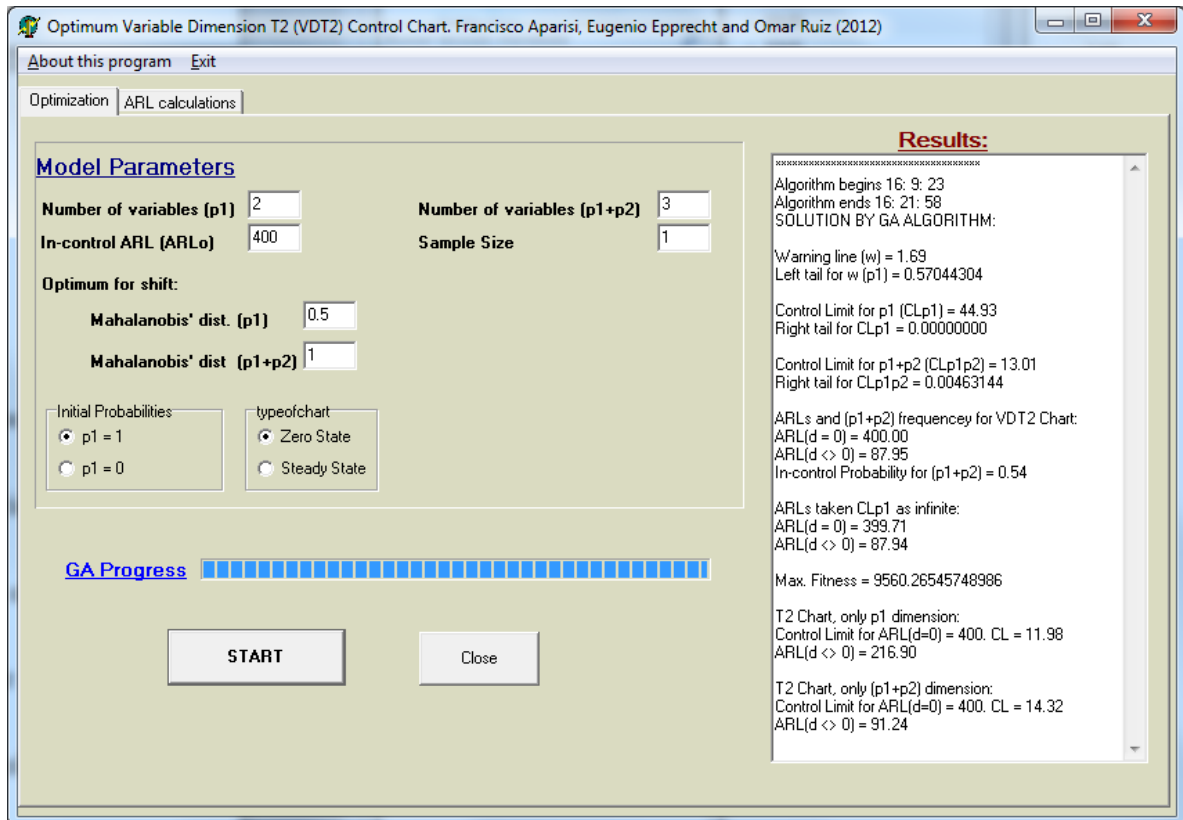 Optimum Variable Dimension T2 (VDT2) Control Chart. Francisco Aparisi, Eugenio Epprecht and Omar Ruiz (2012)
About this program Exit
Optimization ARL calculations
Model Parameters
Number of variables (p1) 2 Number of variables (p1+p2) 3
In-control ARL (ARLo) 400 Sample Size 1
Optimum for shift:
Mahalanobis' dist. (p1) 0.5
Mahalanobis' dist (p1+p2) 1
Initial Probabilities
p1 = 1
p1 = 0
typeofchart
Zero State
Steady State
GA Progress
START
Close
Results:
*************************************
Algorithm begins 16: 9: 23
Algorithm ends 16: 21: 58
SOLUTION BY GA ALGORITHM:
Warning line (w) = 1.69
Left tail for w (p1) = 0.57044304
Control Limit for p1 (CLp1) = 44.93
Right tail for CLp1 = 0.00000000
Control Limit for p1+p2 (CLp1p2) = 13.01
Right tail for CLp1p2 = 0.00463144
ARLs and (p1+p2) frequencey for VDT2 Chart:
ARL(d = 0) = 400.00
ARL(d <> 0) = 87.95
In-control Probability for (p1+p2) = 0.54
ARLs taken CLp1 as infinite:
ARL(d = 0) = 399.71
ARL(d <> 0) = 87.94
Max. Fitness = 9560.26545748986
T2 Chart, only p1 dimension:
Control Limit for ARL(d=0) = 400. CL = 11.98
ARL(d <> 0) = 216.90
T2 Chart, only (p1+p2) dimension:
Control Limit for ARL(d=0) = 400. CL = 14.32
ARL(d <> 0) = 91.24